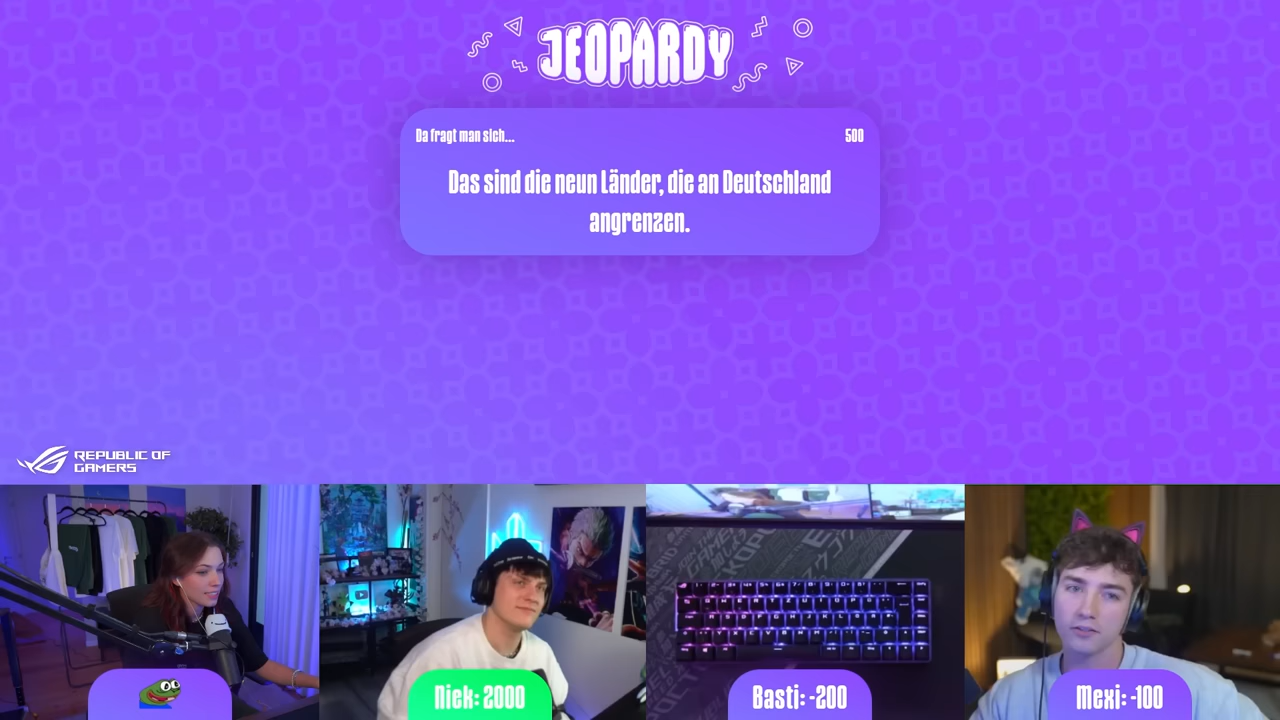 JEOPARDY
Da fragt man sich...
500
Das sind die neun Länder, die an Deutschland
angrenzen.
REPUBLIC OF
GAMERS
Niek: 2000
Basti: -200
Mexi: -100